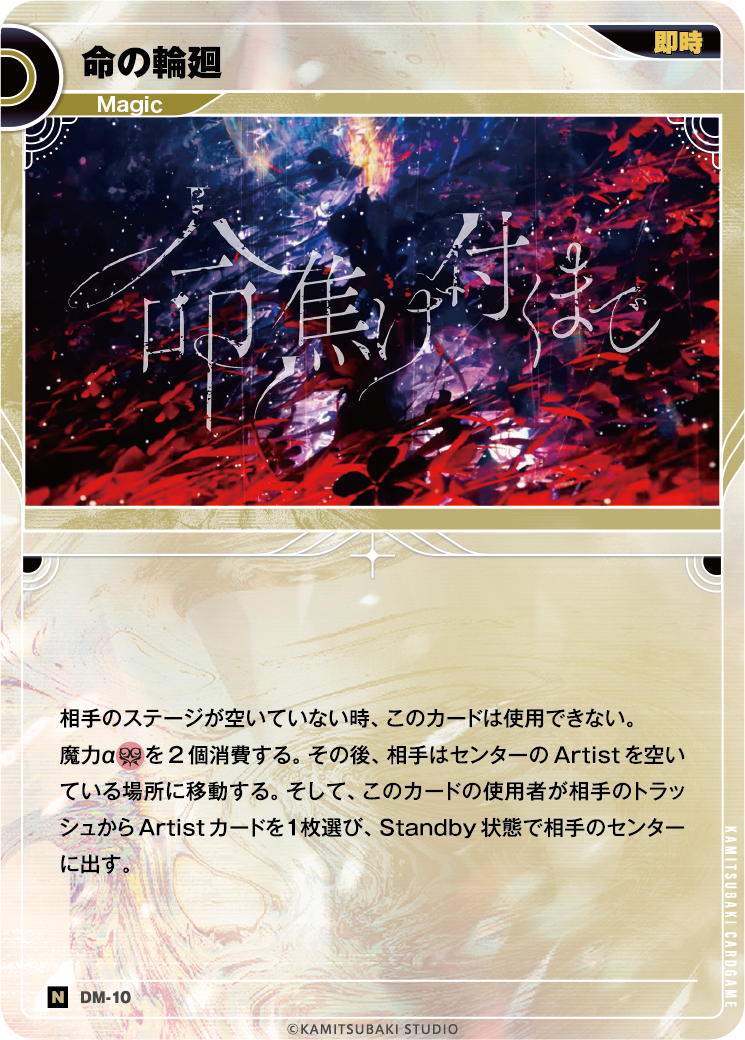 即時
命の輪廻
Magic
命焦げ付くまで
相手のステージが空いていない時、このカードは使用できない。
魔力αを2個消費する。その後、相手はセンターのArtistを空い
ている場所に移動する。そして、このカードの使用者が相手のトラッ
シュからArtistカードを1枚選び、Standby状態で相手のセンター
に出す。
KAMITSUBAKI CARDGAME
N DM-10
©KAMITSUBAKI STUDIO